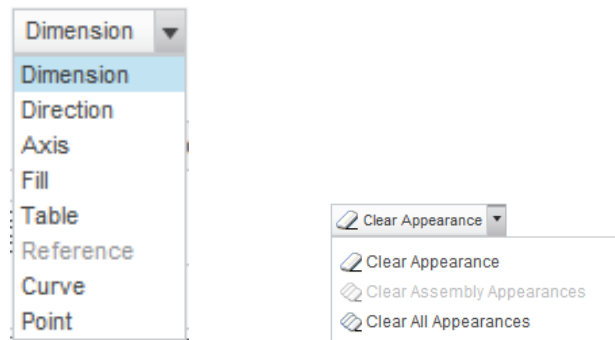 Dimension
Dimension
Direction
Axis
Fill
Table
Reference
Curve
Point
Clear Appearance
Clear Appearance
Clear Assembly Appearances
Clear All Appearances